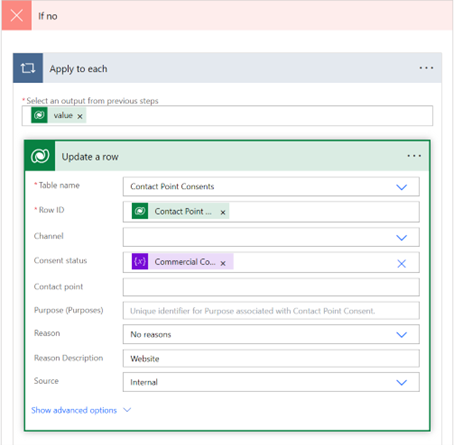 If no
Apply to each
* Select an output from previous steps
value x
Update a row
* Table name Contact Point Consents
* Row ID Contact Point ... x
Channel
Consent status {x} Commercial Co... x
Contact point
Purpose (Purposes) Unique identifier for Purpose associated with Contact Point Consent.
Reason No reasons
Reason Description Website
Source Internal
Show advanced options